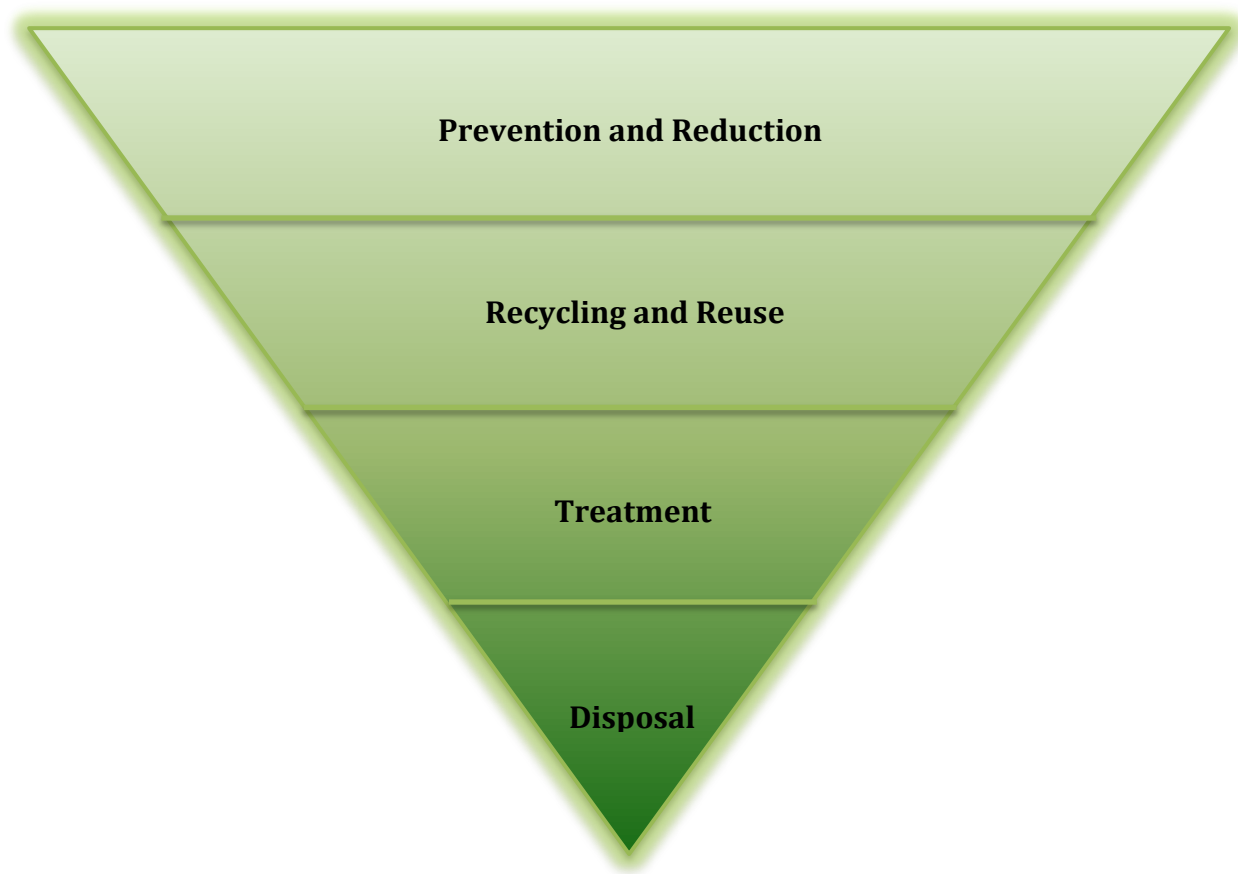 Prevention and Reduction
Recycling and Reuse
Treatment
Disposal